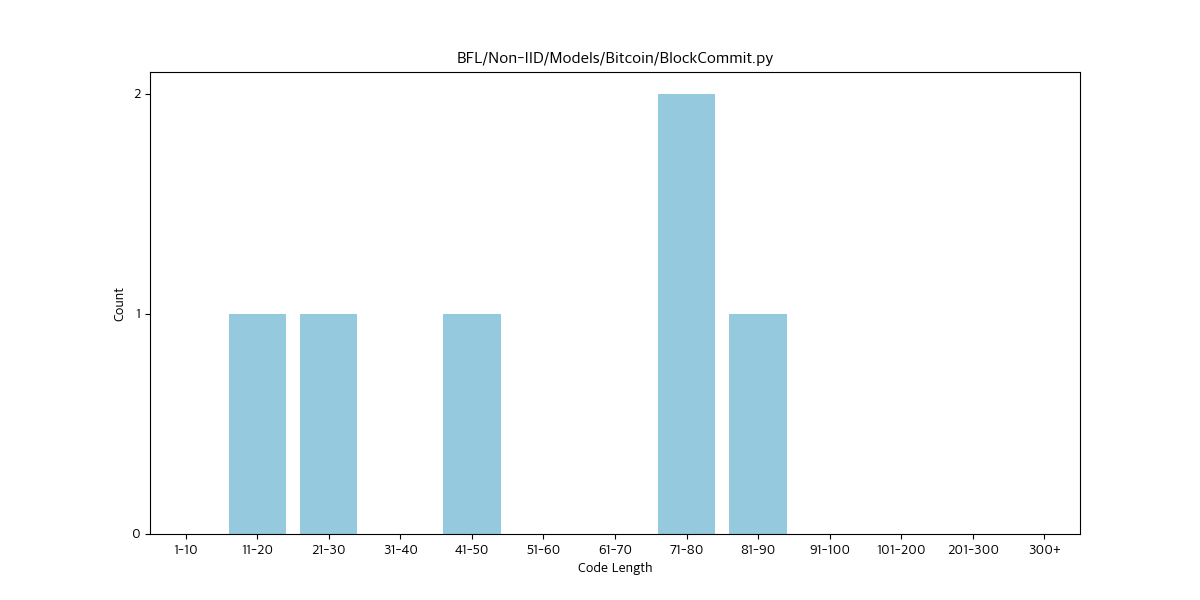 BFL/Non-IID/Models/Bitcoin/BlockCommit.py
2
1
0
Count
1-10 11-20 21-30 31-40 41-50 51-60 61-70 71-80 81-90 91-100 101-200 201-300 300+
Code Length